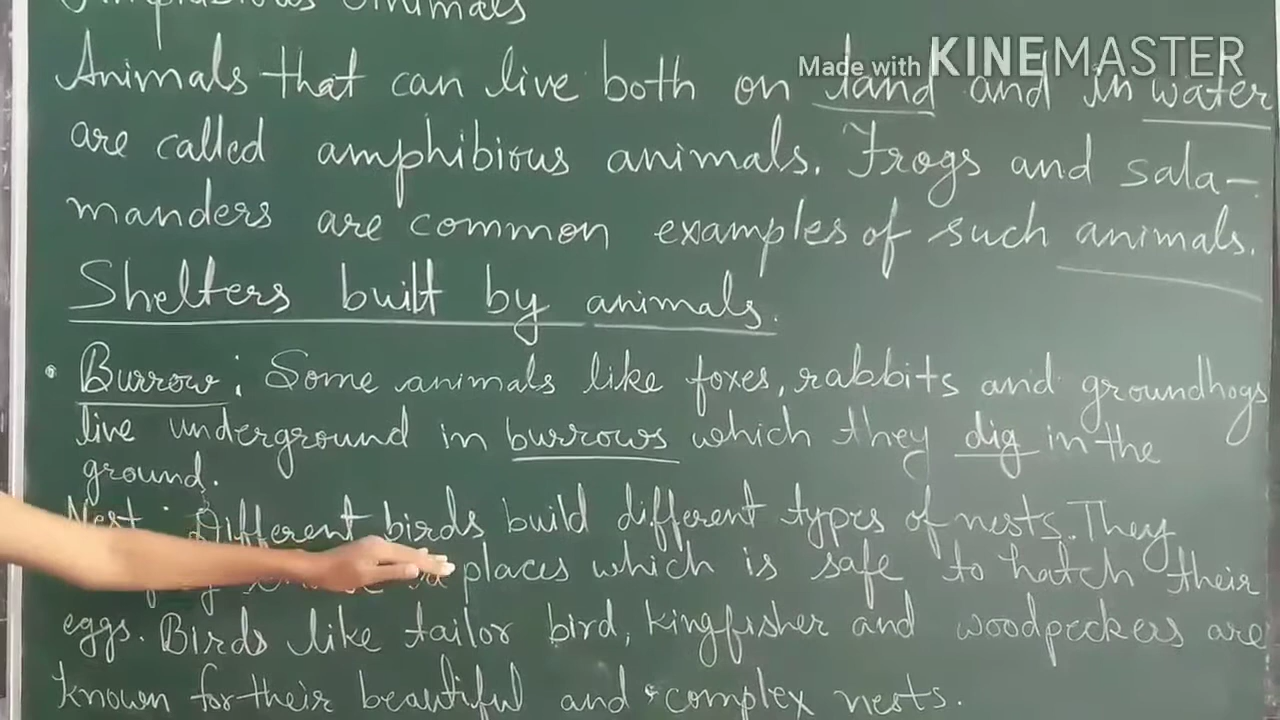 Amphibious Animals
Made with KINEMASTER
Animals that can live both on land and in water
are called amphibious animals. Frogs and sala-
manders are common examples of such animals.
Shelters built by animals.
• Burrow : Some animals like foxes, rabbits and groundhogs
live underground in burrows which they dig in the
ground.
Nest : Different birds build different types of nests. They
places which is safe to hatch their
eggs. Birds like tailor bird, kingfisher and woodpeckers are
known for their beautiful and complex nests.